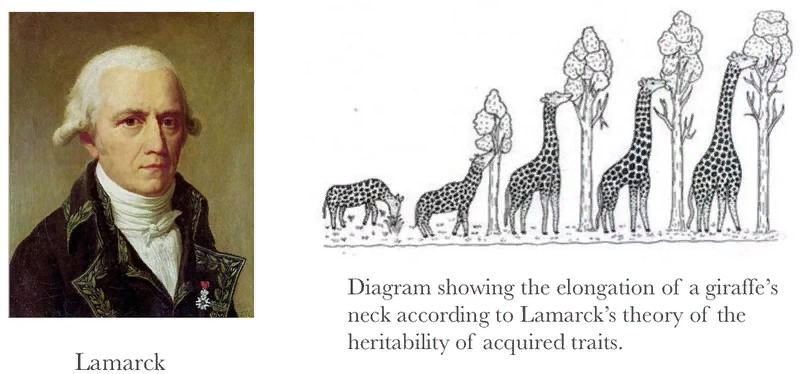 Lamarck
Diagram showing the elongation of a giraffe's
neck according to Lamarck's theory of the
heritability of acquired traits.